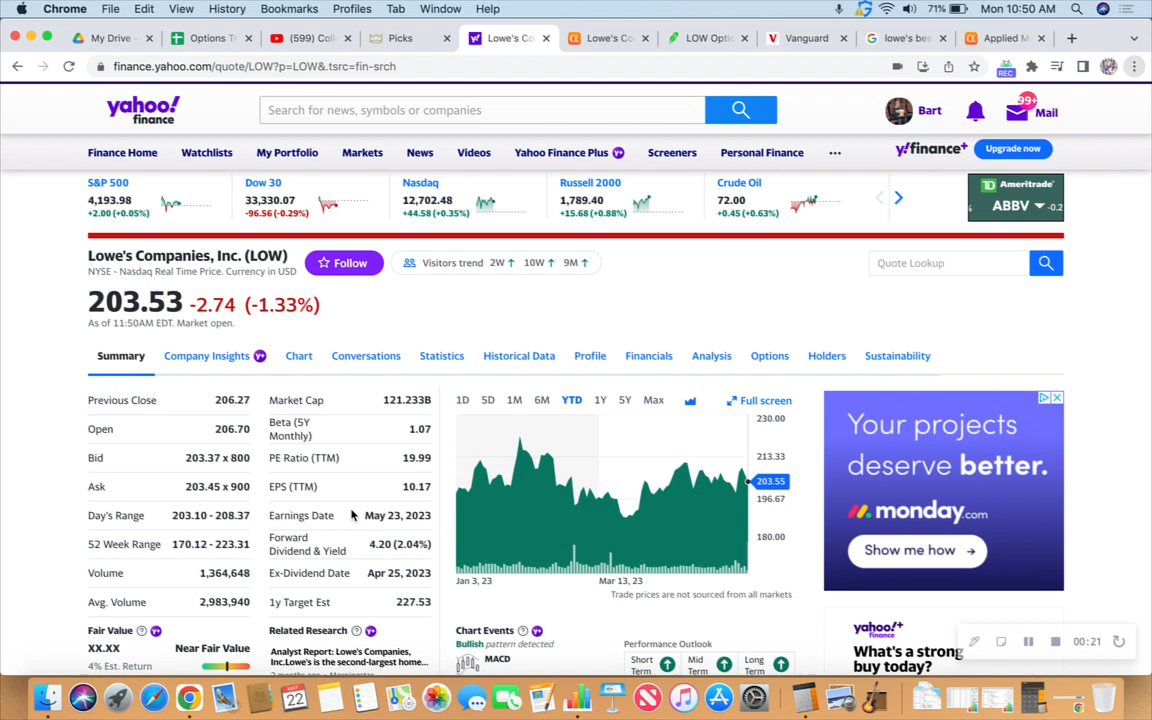 Chrome File Edit View History Bookmarks Profiles Tab Window Help 71% Mon 10:50 AM
My Drive - Options T (599) Col Picks Lowe's Co Lowe's Co LOW Opti Vanguard lowe's bes Applied M
finance.yahoo.com/quote/LOW?p=LOW&.tsrc=fin-srch REC
yahoo!
finance
Search for news, symbols or companies
Bart
99+
Mail
Finance Home Watchlists My Portfolio Markets News Videos Yahoo Finance Plus Y+ Screeners Personal Finance ••• y!finance+ Upgrade now
S&P 500 Dow 30 Nasdaq Russell 2000 Crude Oil
4,193.98 33,330.07 12,702.48 1,789.40 72.00
+2.00 (+0.05%) -96.56 (-0.29%) +44.58 (+0.35%) +15.68 (+0.88%) +0.45 (+0.63%)
TD Ameritrade
ABBV -0.2
Lowe's Companies, Inc. (LOW)
NYSE - Nasdaq Real Time Price. Currency in USD
Follow
Visitors trend 2W 10W 9M
Quote Lookup
203.53 -2.74 (-1.33%)
As of 11:50AM EDT. Market open.
Summary Company Insights Y+ Chart Conversations Statistics Historical Data Profile Financials Analysis Options Holders Sustainability
Previous Close 206.27
Open 206.70
Bid 203.37 x 800
Ask 203.45 x 900
Day's Range 203.10 - 208.37
52 Week Range 170.12 - 223.31
Volume 1,364,648
Avg. Volume 2,983,940
Market Cap 121.233B
Beta (5Y
Monthly) 1.07
PE Ratio (TTM) 19.99
EPS (TTM) 10.17
Earnings Date May 23, 2023
Forward
Dividend & Yield 4.20 (2.04%)
Ex-Dividend Date Apr 25, 2023
1y Target Est 227.53
1D 5D 1M 6M YTD 1Y 5Y Max Full screen
230.00
213.33
203.55
196.67
180.00
Jan 3, 23 Mar 13, 23
Trade prices are not sourced from all markets
Your projects
deserve better.
monday.com
Show me how →
Fair Value Y+
XX.XX Near Fair Value
4% Est. Return
Related Research Y+
Analyst Report: Lowe's Companies,
Inc.Lowe's is the second-largest home...
Chart Events Y+
Bullish pattern detected
MACD
Performance Outlook
Short
Term
Mid
Term
Long
Term
yahoo!+
finance
What's a strong
buy today?
00:21
MAY
22